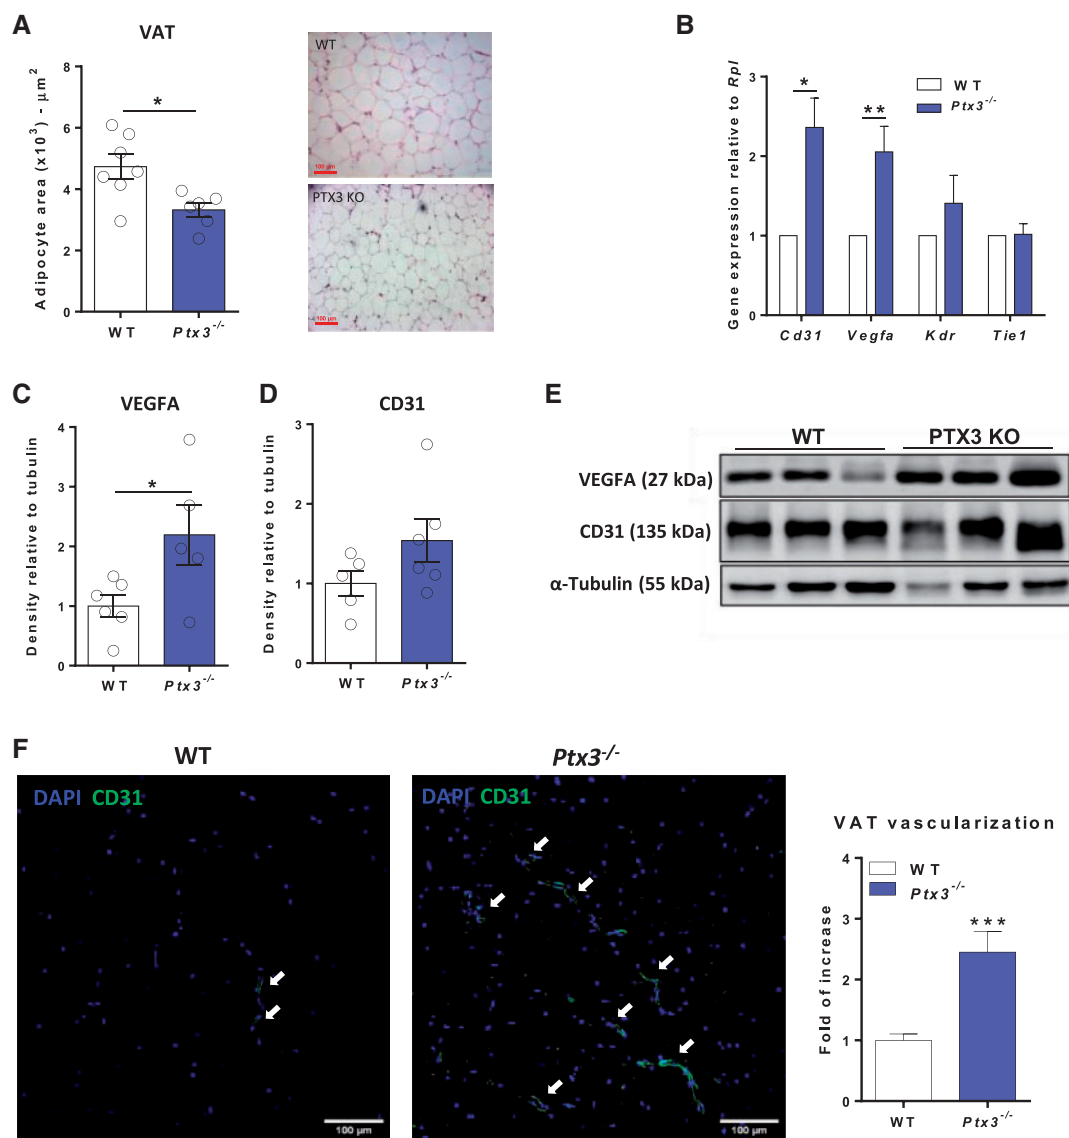 A
VAT
Adipocyte area (x10³) - µm²
8
6
4
2
0
*
WT
Ptx3-/-
WT
100 µm
PTX3 KO
100 µm
B
Gene expression relative to Rpl
3
2
1
0
*
**
WT
Ptx3-/-
Cd31
Vegfa
Kdr
Tie1
C
VEGFA
Density relative to tubulin
4
3
2
1
0
*
WT
Ptx3-/-
D
CD31
Density relative to tubulin
3
2
1
0
WT
Ptx3-/-
E
WT
PTX3 KO
VEGFA (27 kDa)
CD31 (135 kDa)
α-Tubulin (55 kDa)
F
WT
DAPI CD31
100 µm
Ptx3-/-
DAPI CD31
100 µm
VAT vascularization
WT
Ptx3-/-
Fold of increase
4
3
2
1
0
***
WT
Ptx3-/-